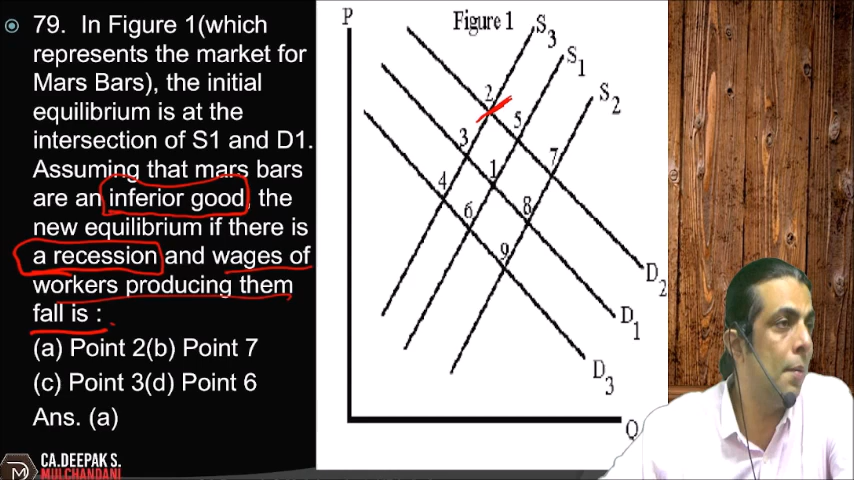 79. In Figure 1(which
represents the market for
Mars Bars), the initial
equilibrium is at the
intersection of S1 and D1.
Assuming that mars bars
are an inferior good, the
new equilibrium if there is
a recession and wages of
workers producing them
fall is :
(a) Point 2(b) Point 7
(c) Point 3(d) Point 6
Ans. (a)
CA.DEEPAK S.
MULCHANDANI
P
Figure 1
S3
S1
S2
2
5
3
7
1
4
8
6
9
D2
D1
D3
Q